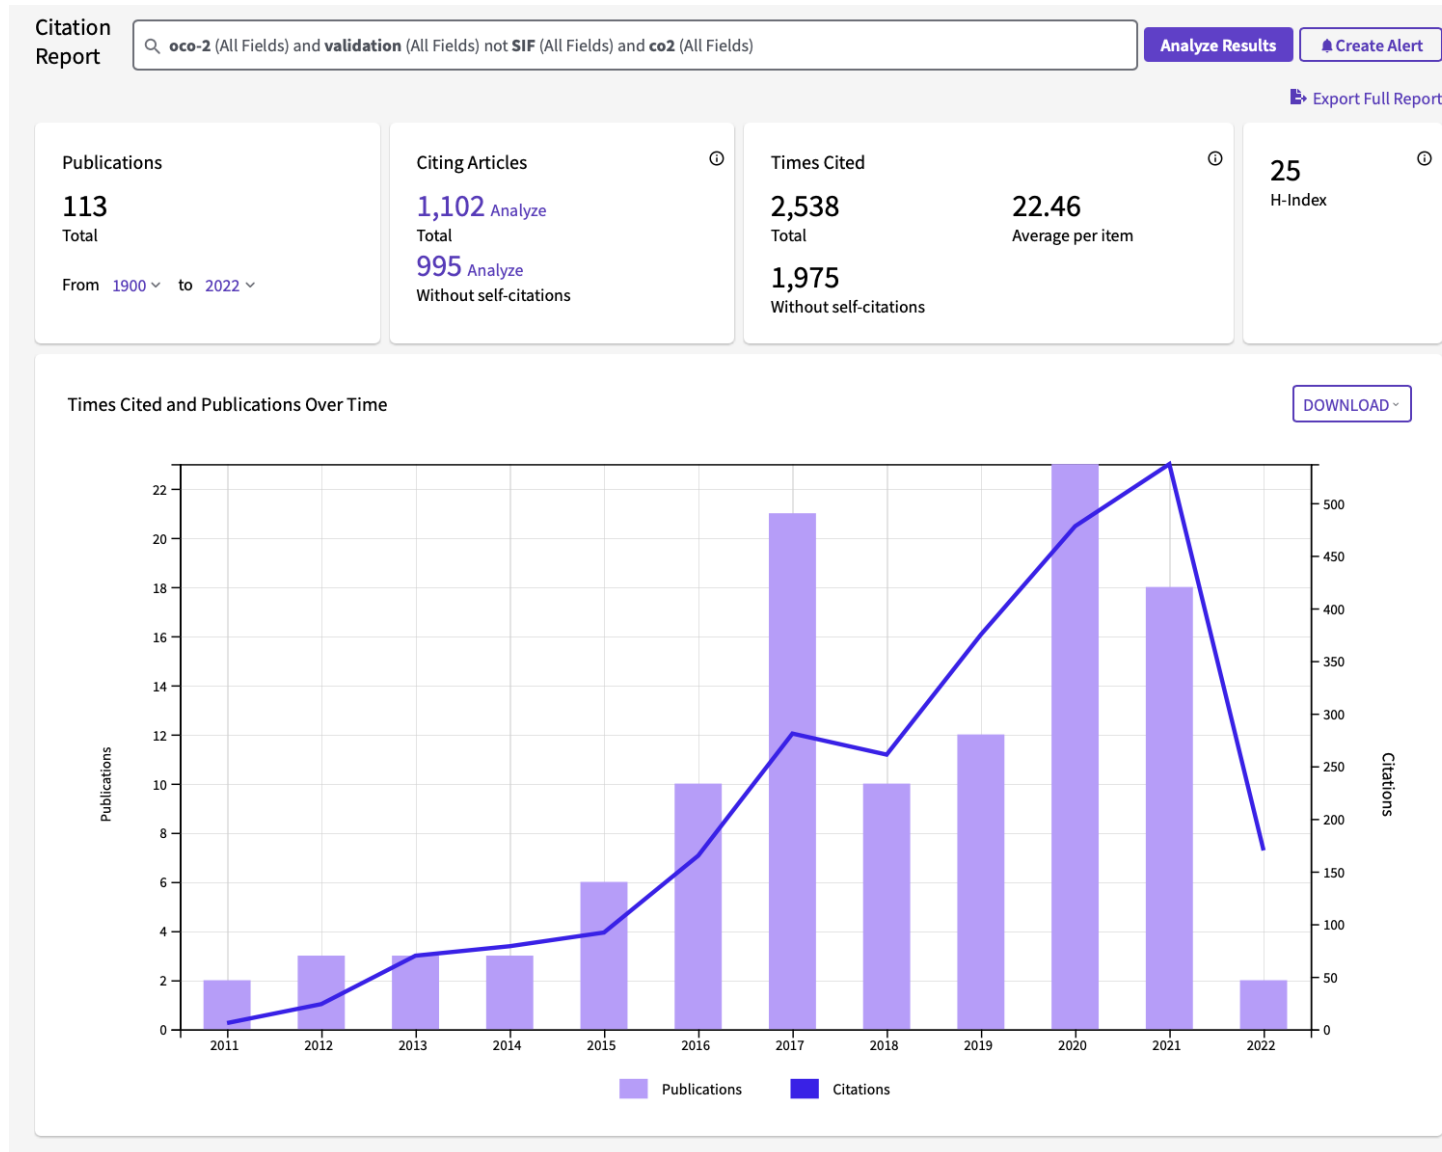 Citation
Report
oco-2 (All Fields) and validation (All Fields) not SIF (All Fields) and co2 (All Fields)
Analyze Results
Create Alert
Export Full Report
Publications
113
Total
From 1900 to 2022
Citing Articles
1,102 Analyze
Total
995 Analyze
Without self-citations
Times Cited
2,538
Total
1,975
Without self-citations
22.46
Average per item
25
H-Index
Times Cited and Publications Over Time
DOWNLOAD
Publications
22
20
18
16
14
12
10
8
6
4
2
0
500
450
400
350
300
250
200
150
100
50
0
Citations
2011 2012 2013 2014 2015 2016 2017 2018 2019 2020 2021 2022
Publications Citations